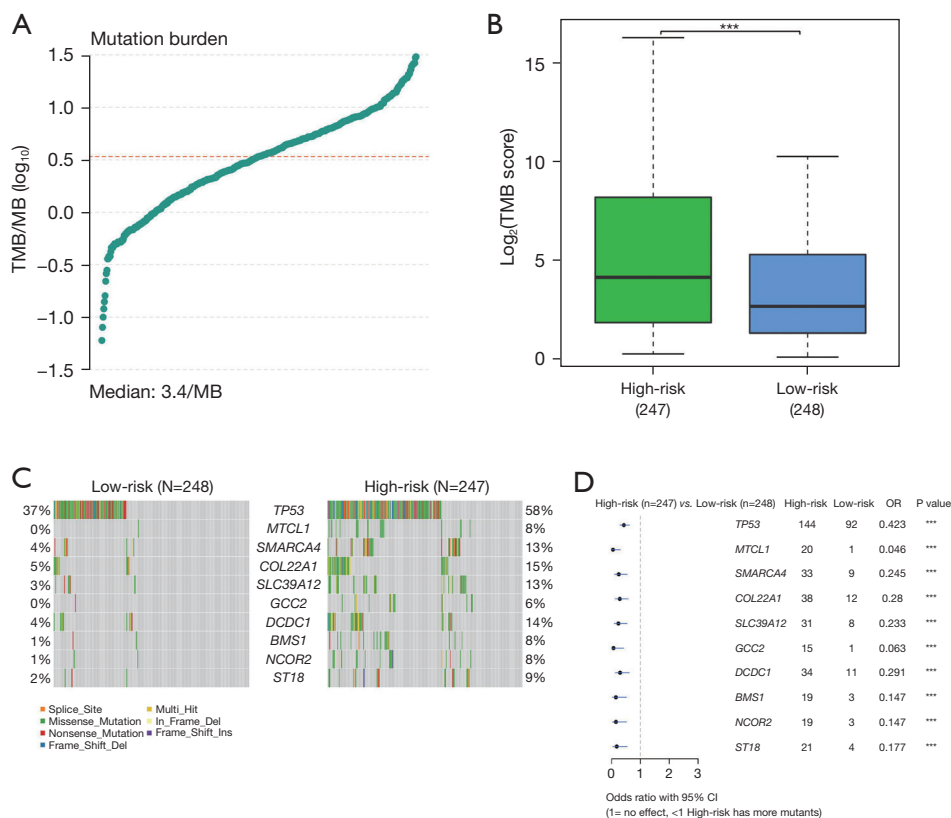 A
Mutation burden
1.5
1.0
0.5
0.0
−0.5
−1.0
−1.5
TMB/MB (log10)
Median: 3.4/MB
B
***
15
10
5
0
Log2(TMB score)
High-risk
(247)
Low-risk
(248)
C
Low-risk (N=248)
High-risk (N=247)
37% TP53 58%
0% MTCL1 8%
4% SMARCA4 13%
5% COL22A1 15%
3% SLC39A12 13%
0% GCC2 6%
4% DCDC1 14%
1% BMS1 8%
1% NCOR2 8%
2% ST18 9%
Splice_Site Multi_Hit
Missense_Mutation In_Frame_Del
Nonsense_Mutation Frame_Shift_Ins
Frame_Shift_Del
D
High-risk (n=247) vs. Low-risk (n=248) High-risk Low-risk OR P value
TP53 144 92 0.423 ***
MTCL1 20 1 0.046 ***
SMARCA4 33 9 0.245 ***
COL22A1 38 12 0.28 ***
SLC39A12 31 8 0.233 ***
GCC2 15 1 0.063 ***
DCDC1 34 11 0.291 ***
BMS1 19 3 0.147 ***
NCOR2 19 3 0.147 ***
ST18 21 4 0.177 ***
0 1 2 3
Odds ratio with 95% CI
(1= no effect, <1 High-risk has more mutants)